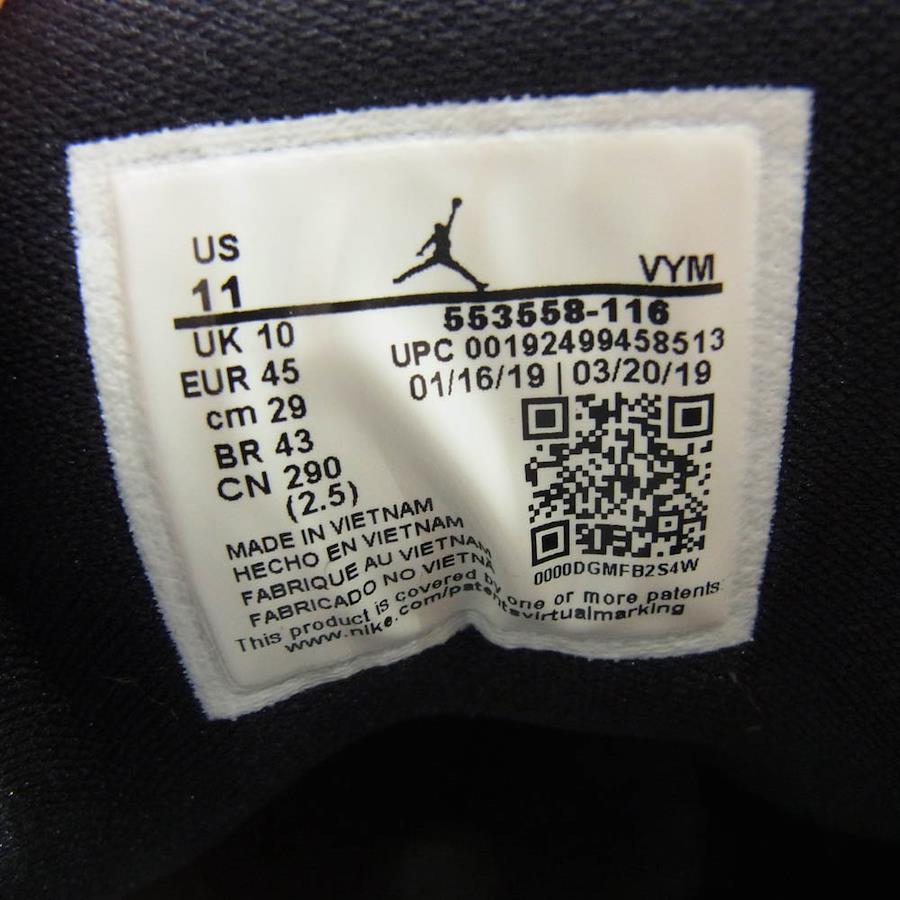 US
11
VYM
553558-116
UK 10
UPC 00192499458513
EUR 45
01/16/19 | 03/20/19
cm 29
BR 43
CN 290
(2.5)
MADE IN VIETNAM
HECHO EN VIETNAM
FABRIQUE AU VIETNAM
FABRICADO NO VIETNA
0000DGMFB2S4W
This product is covered by one or more patents.
www.nike.com/patentsvirtualmarking